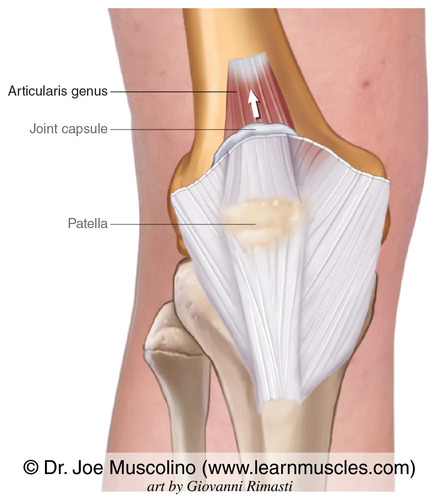 Articularis genus
Joint capsule
Patella
© Dr. Joe Muscolino (www.learnmuscles.com)
art by Giovanni Rimasti